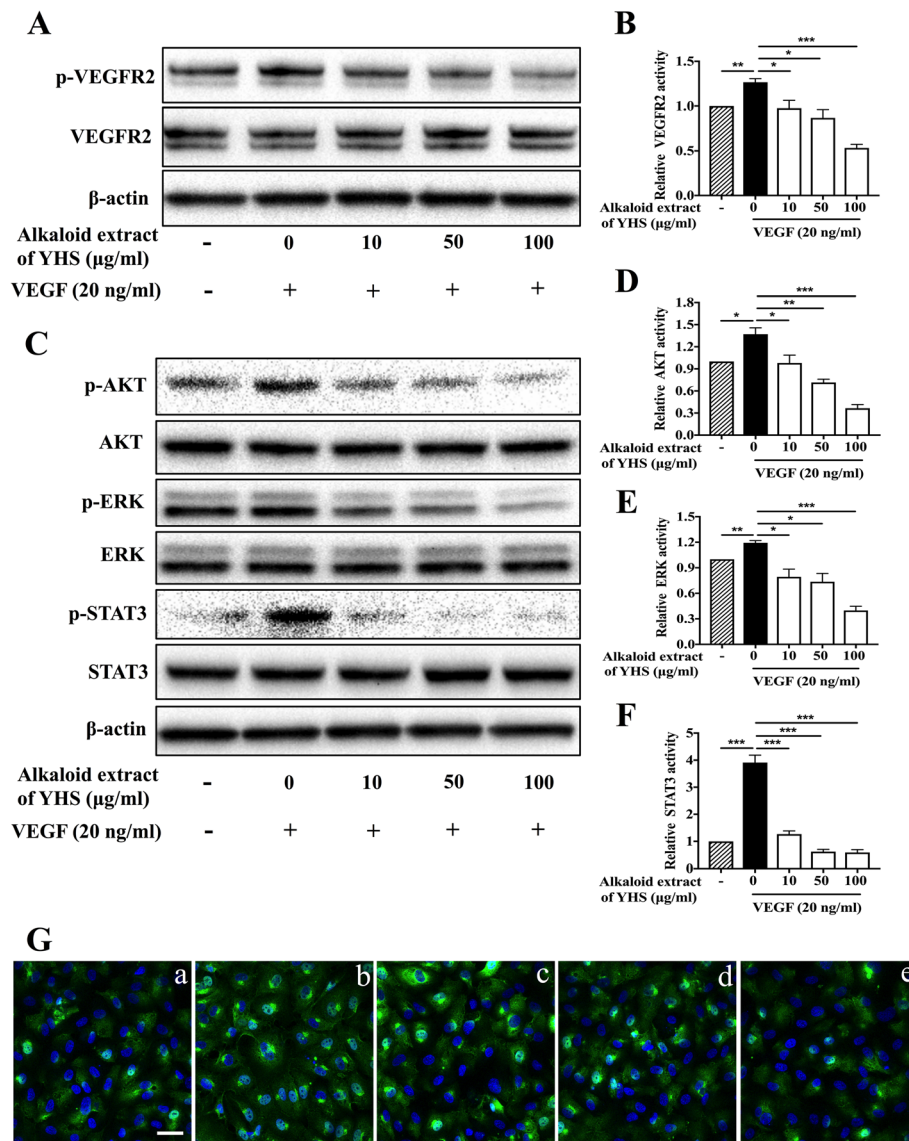 A
p-VEGFR2
VEGFR2
β-actin
Alkaloid extract
of YHS (μg/ml)
- 0 10 50 100
VEGF (20 ng/ml) - + + + +
B
Relative VEGFR2 activity
1.5
1.0
0.5
0.0
** * * ***
Alkaloid extract
of YHS (μg/ml)
- 0 10 50 100
VEGF (20 ng/ml)
C
p-AKT
AKT
p-ERK
ERK
p-STAT3
STAT3
β-actin
Alkaloid extract
of YHS (μg/ml)
- 0 10 50 100
VEGF (20 ng/ml) - + + + +
D
Relative AKT activity
1.8
1.5
1.2
0.9
0.6
0.3
0.0
* * ** ***
Alkaloid extract
of YHS (μg/ml)
- 0 10 50 100
VEGF (20 ng/ml)
E
Relative ERK activity
1.5
1.2
0.9
0.6
0.3
0.0
** * * ***
Alkaloid extract
of YHS (μg/ml)
- 0 10 50 100
VEGF (20 ng/ml)
F
Relative STAT3 activity
5
4
2
1
0
*** *** *** ***
Alkaloid extract
of YHS (μg/ml)
- 0 10 50 100
VEGF (20 ng/ml)
G
a b c d e